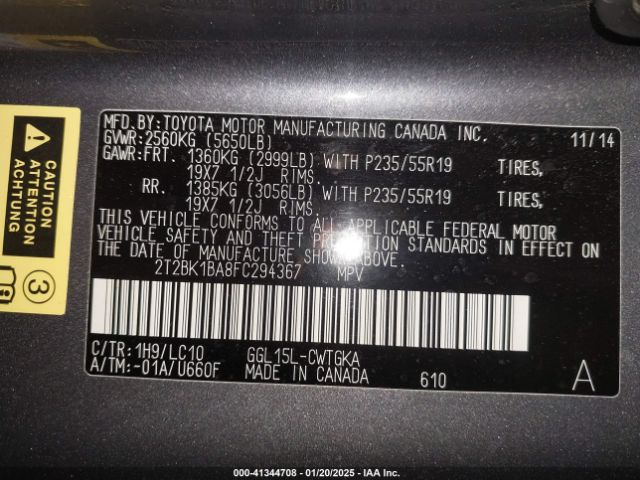 MFD.BY:TOYOTA MOTOR MANUFACTURING CANADA INC. 11/14
GVWR:2560KG (5650LB)
GAWR:FRT. 1360KG (2999LB) WITH P235/55R19 TIRES,
19X7 1/2J RIMS.
RR. 1385KG (3056LB) WITH P235/55R19 TIRES,
19X7 1/2J RIMS.
THIS VEHICLE CONFORMS TO ALL APPLICABLE FEDERAL MOTOR
VEHICLE SAFETY AND THEFT PREVENTION STANDARDS IN EFFECT ON
THE DATE OF MANUFACTURE SHOWN ABOVE.
2T2BK1BA8FC294367 MPV
C/TR:1H9/LC10 GGL15L-CWTGKA
A/TM:-01A/U660F MADE IN CANADA 610 A
3
000-41344708 - 01/20/2025 - IAA Inc.